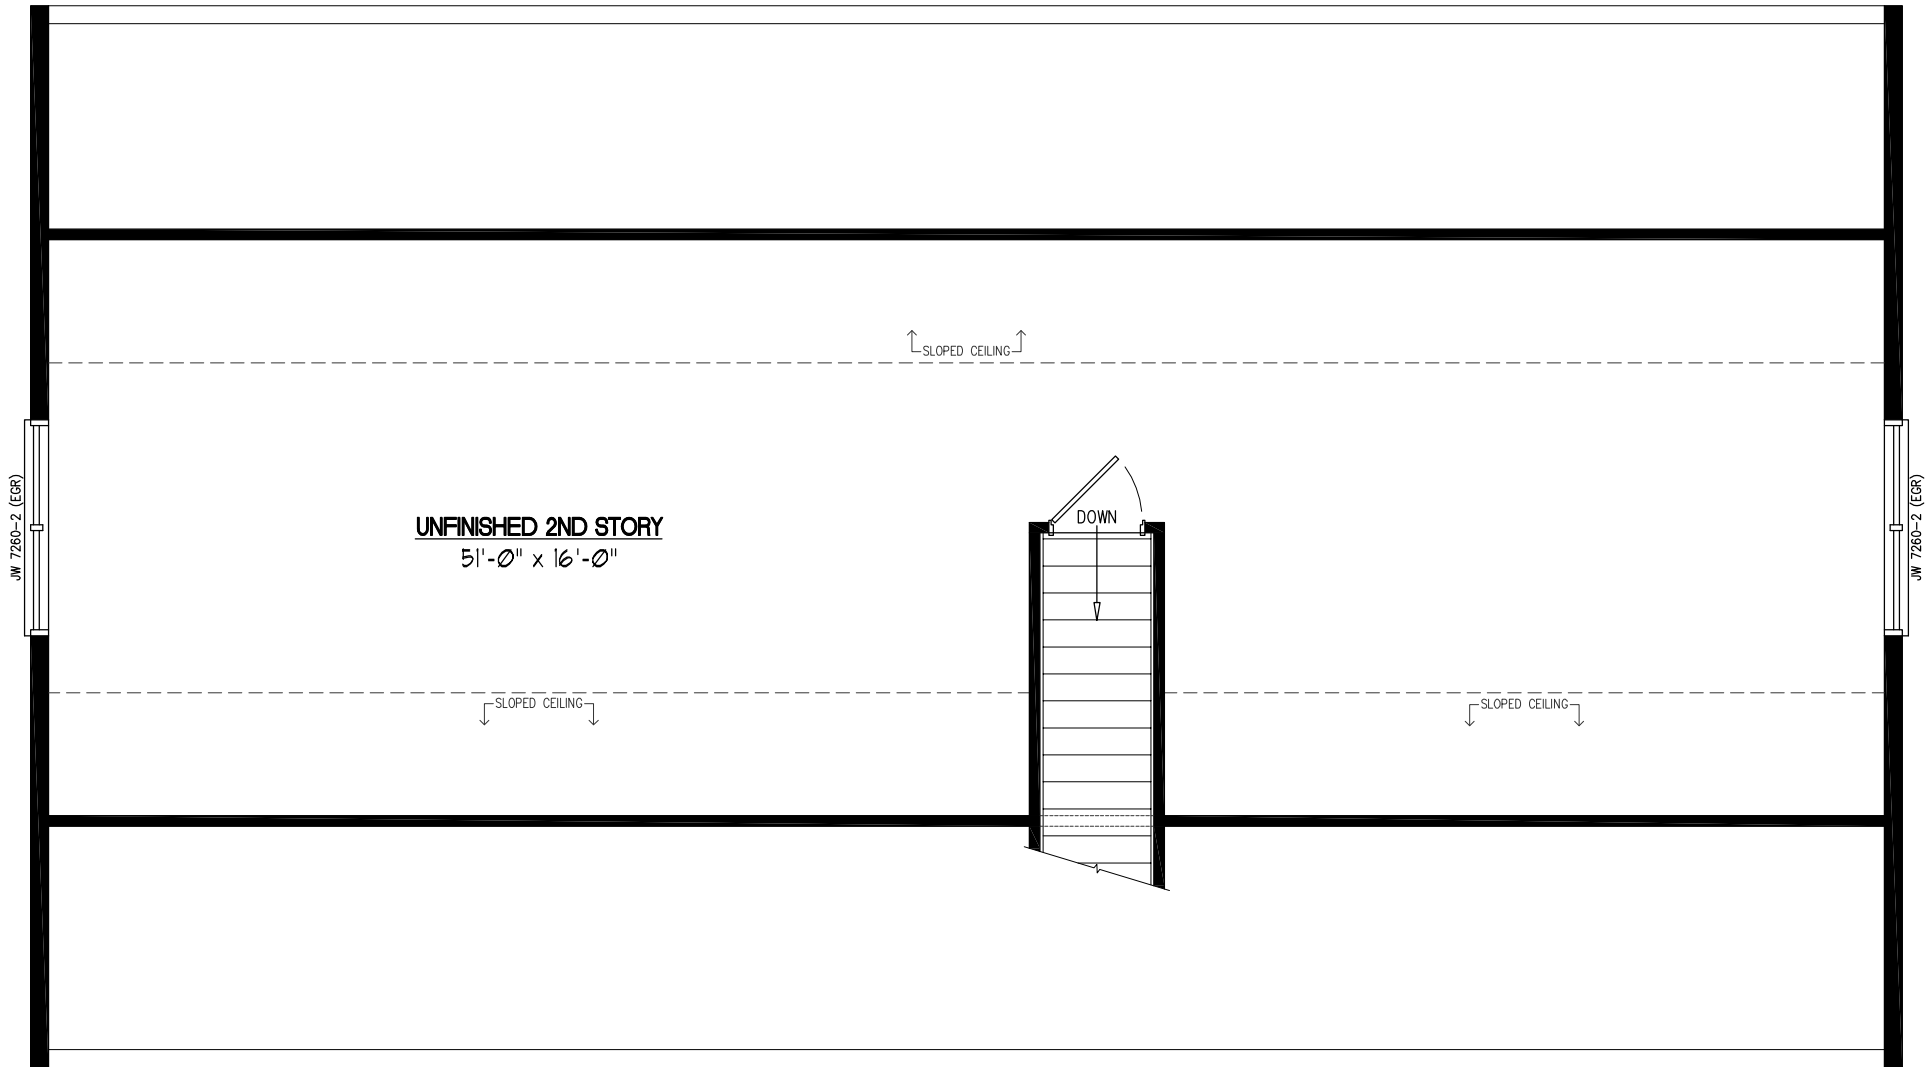 SLOPED CEILING
JW 7260-2 (EGR)
JW 7260-2 (EGR)
DOWN
UNFINISHED 2ND STORY
51'-0" x 16'-0"
SLOPED CEILING
SLOPED CEILING